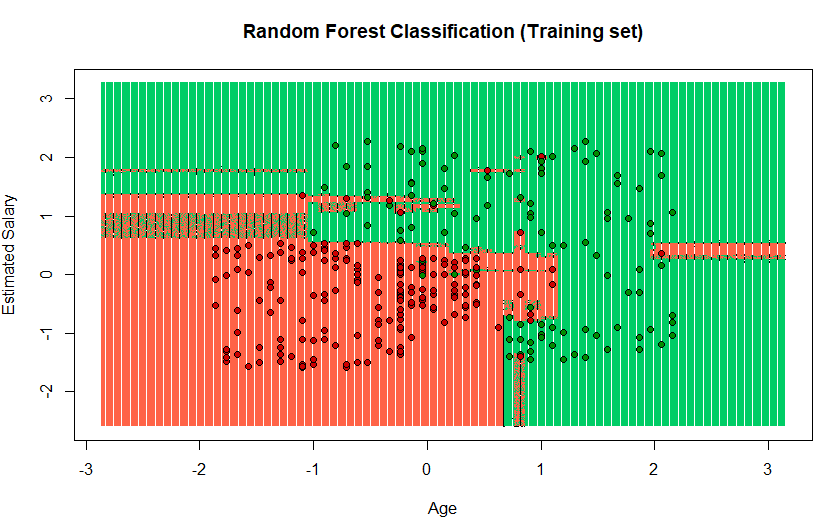 Random Forest Classification (Training set)
Estimated Salary
3
2
1
0
-1
-2
-3 -2 -1 0 1 2 3
Age